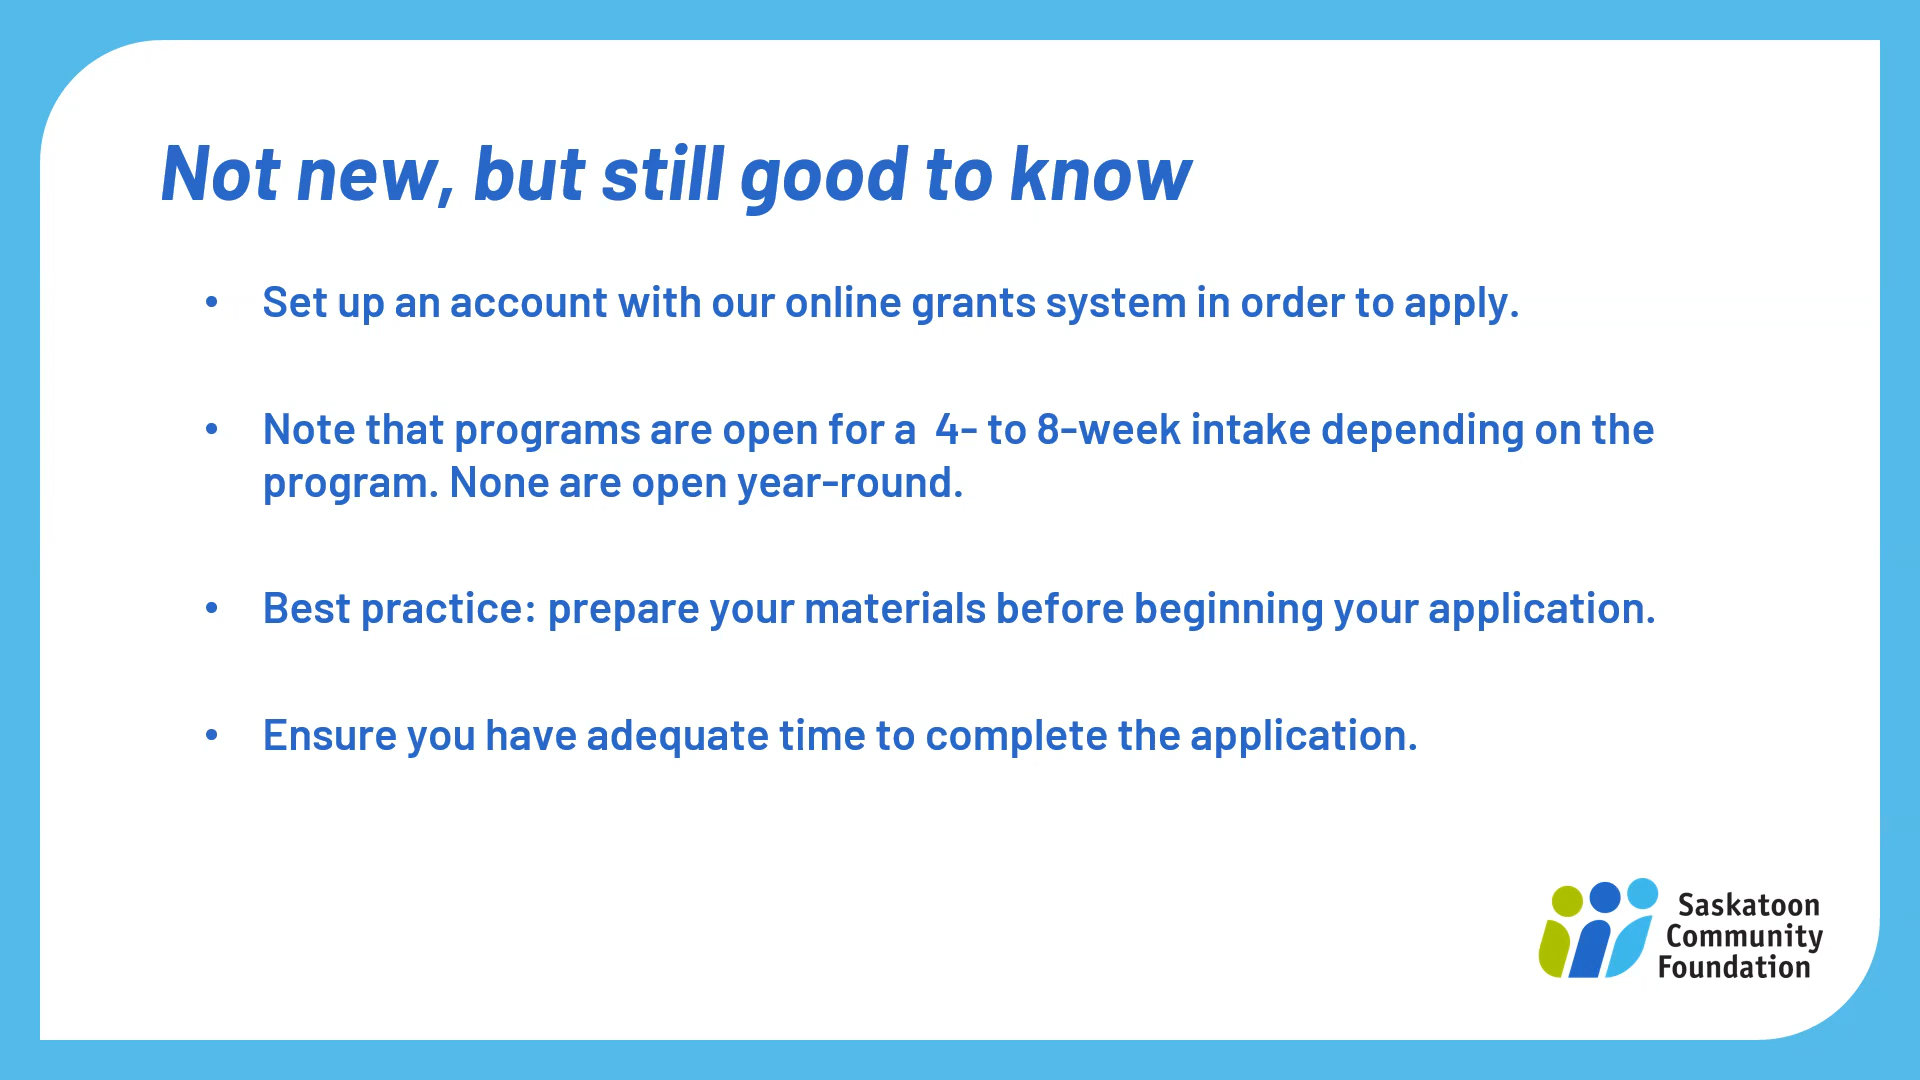 Not new, but still good to know
• Set up an account with our online grants system in order to apply.
• Note that programs are open for a  4- to 8-week intake depending on the
program. None are open year-round.
• Best practice: prepare your materials before beginning your application.
• Ensure you have adequate time to complete the application.
Saskatoon
Community
Foundation